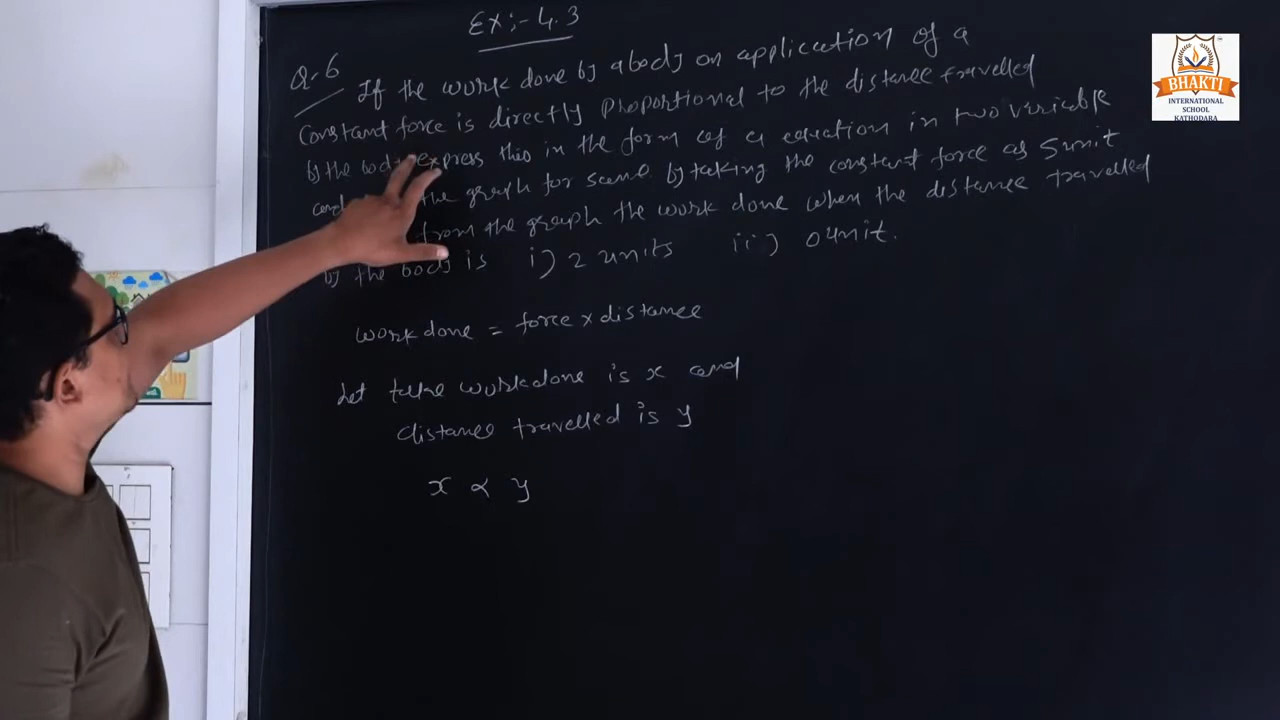 Ex:- 4.3
Q-6 If the work done by a body on application of a
constant force is directly proportional to the distance travelled
by the body express this in the form of a equation in two variable
the graph for same by taking the constant force as 5 unit
from the graph the work done when the distance travelled
by the body is i) 2 units ii) 0 unit.
work done = force x distance
Let take workdone is x and
distance travelled is y
x ∝ y
BHAKTI
INTERNATIONAL
SCHOOL
KATHODARA